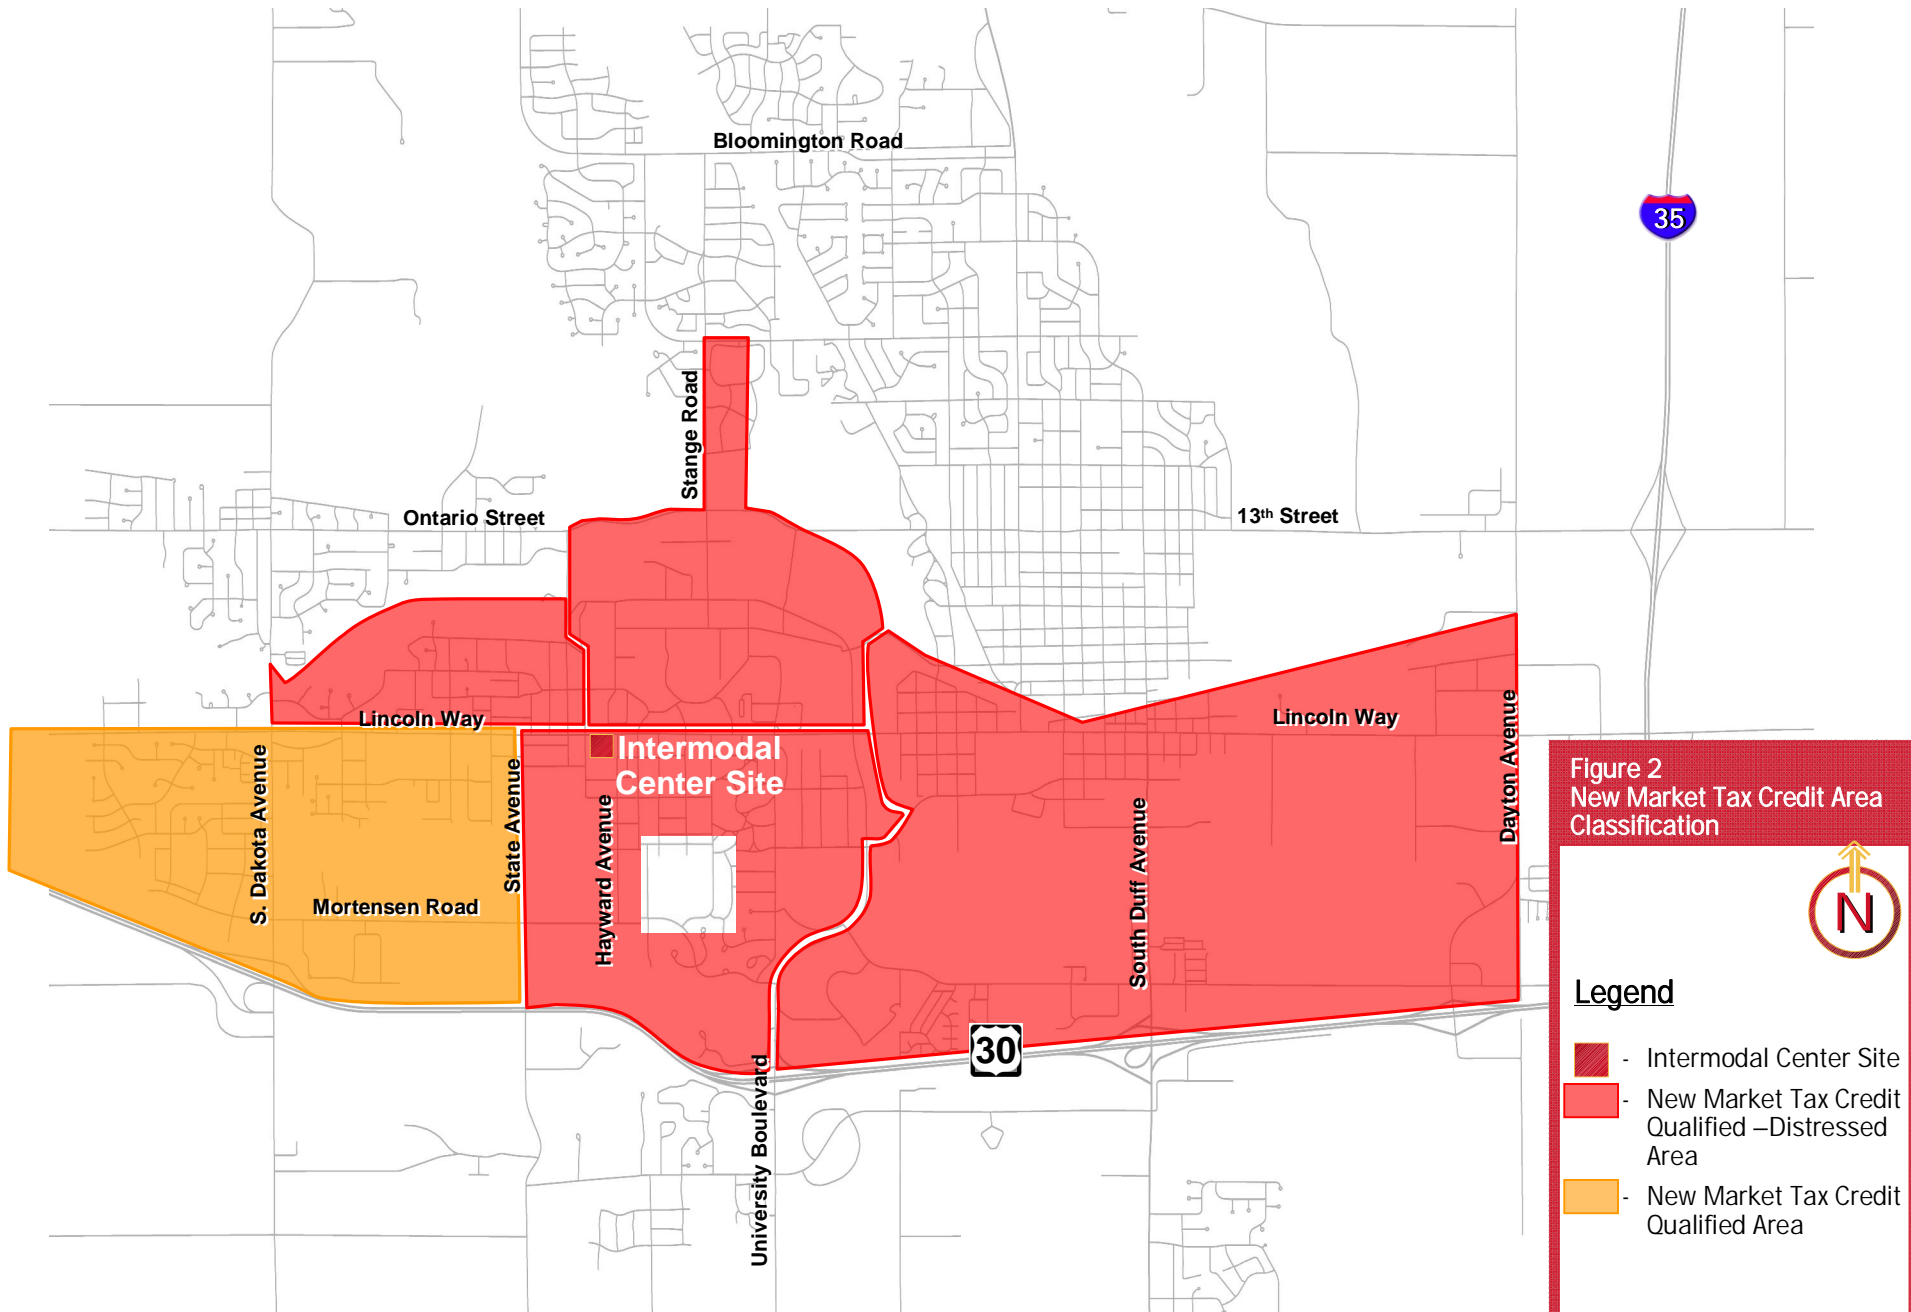 Bloomington Road
35
Stange Road
Ontario Street
13th Street
Lincoln Way
Lincoln Way
Intermodal
Center Site
S. Dakota Avenue
State Avenue
Hayward Avenue
Mortensen Road
South Duff Avenue
Dayton Avenue
30
University Boulevard
Figure 2
New Market Tax Credit Area
Classification
N
Legend
- Intermodal Center Site
- New Market Tax Credit
Qualified –Distressed
Area
- New Market Tax Credit
Qualified Area